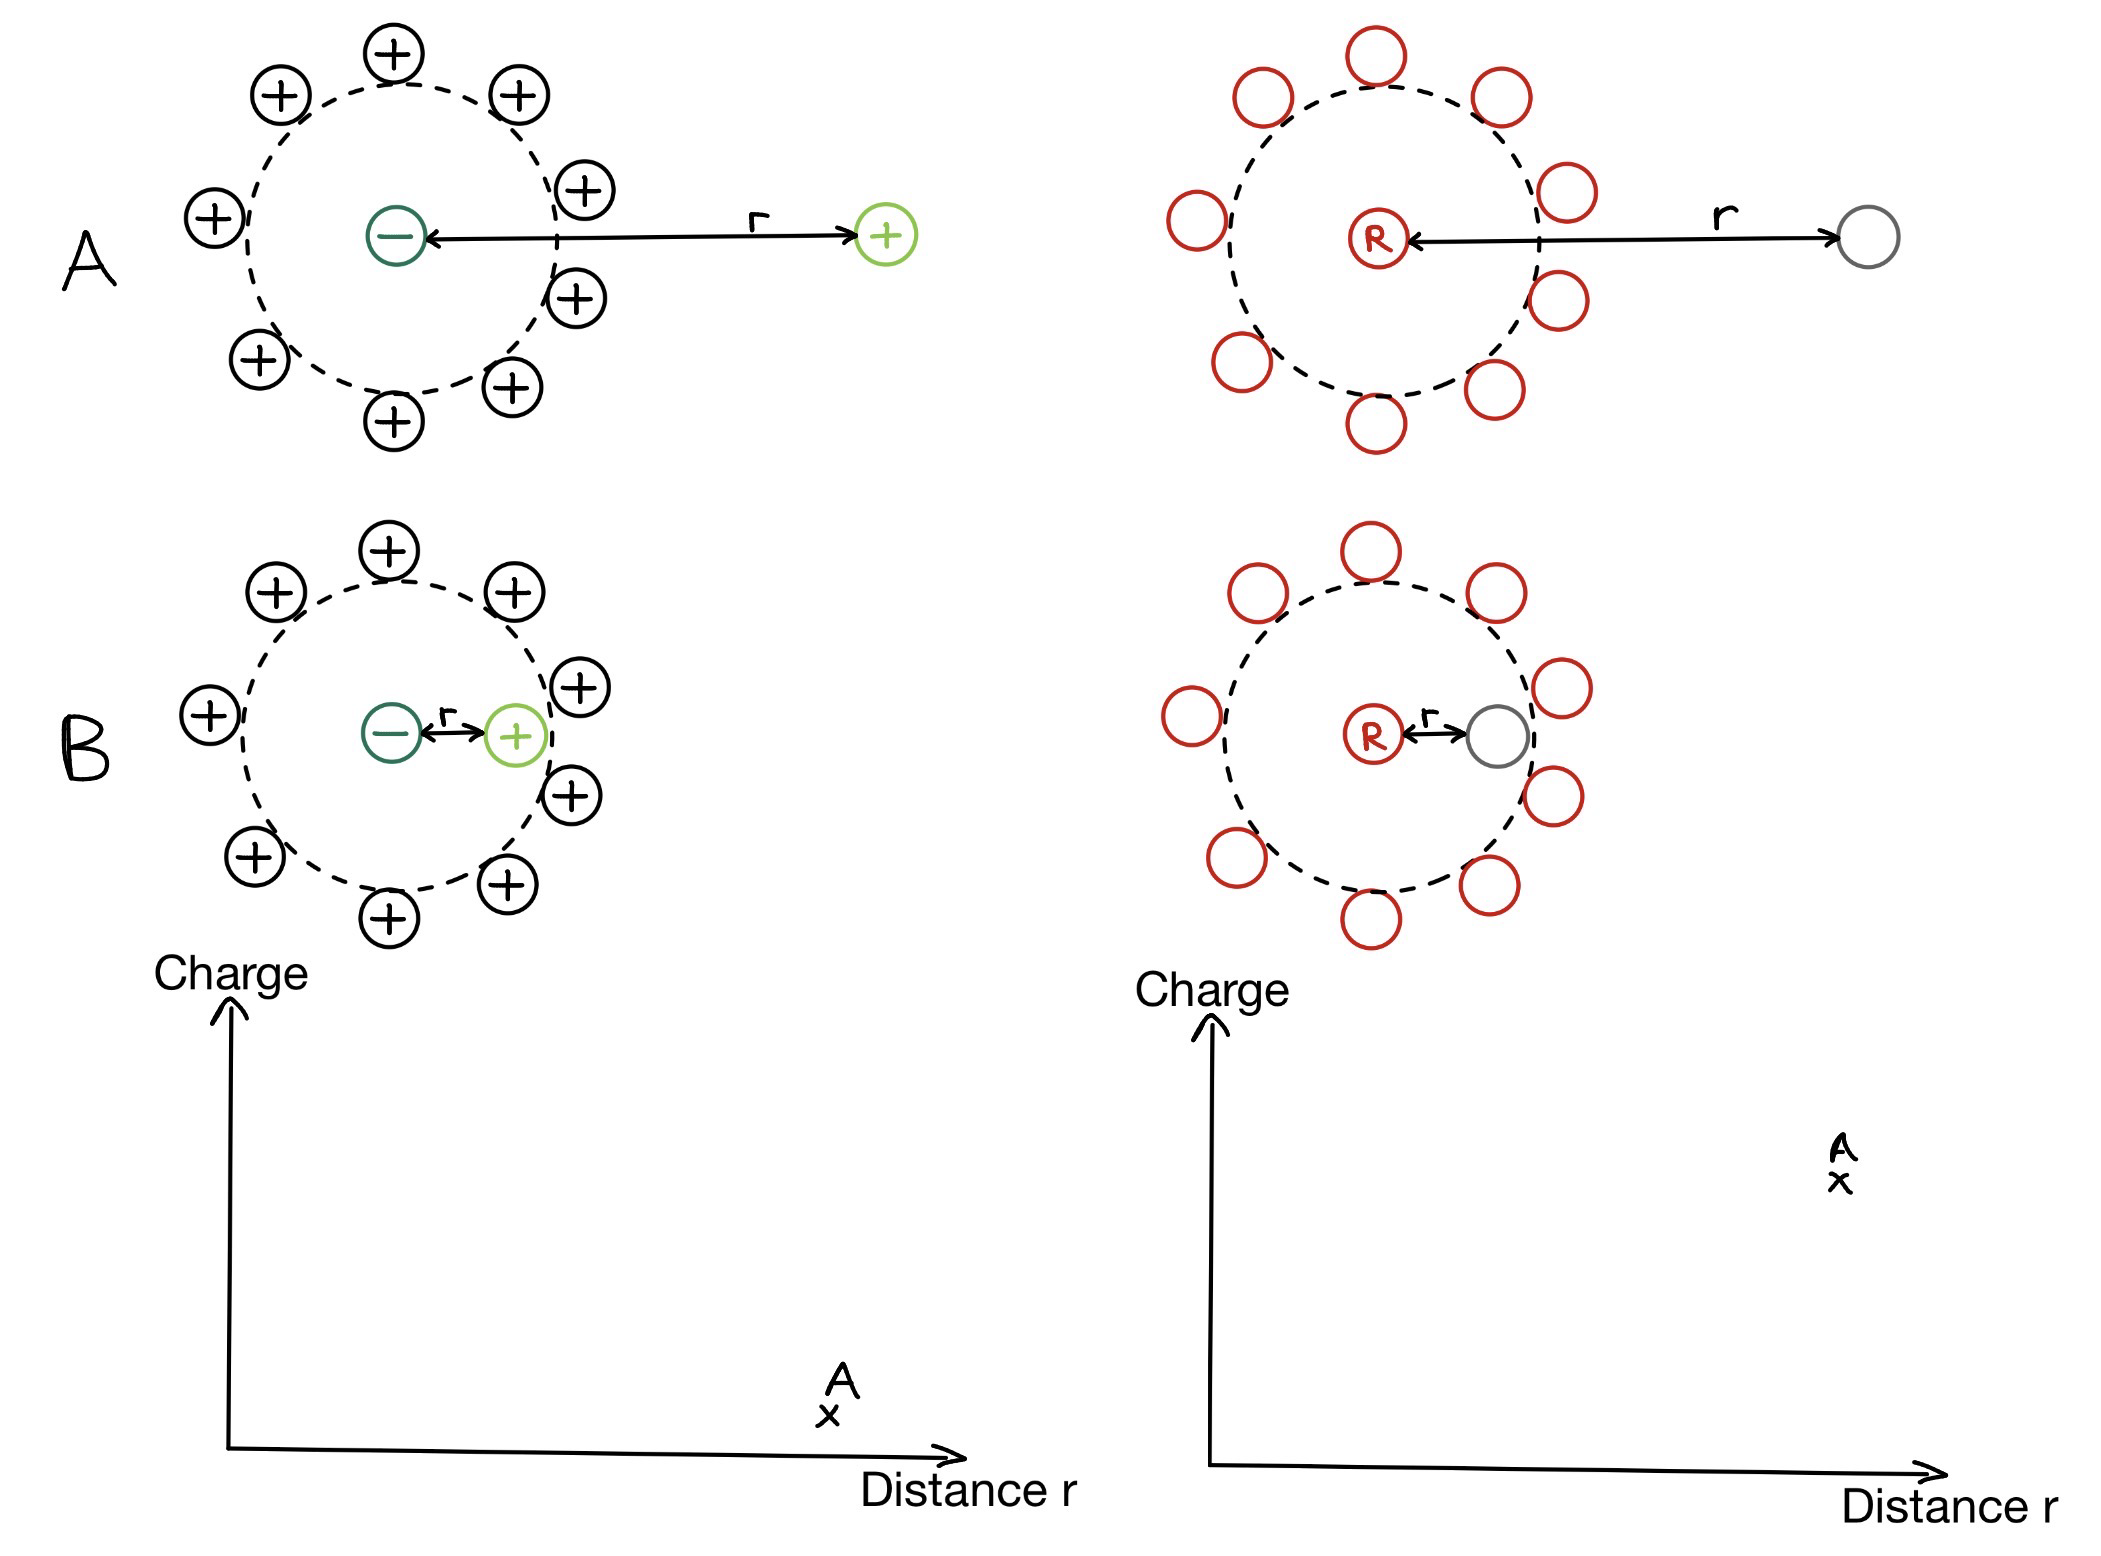 +
+ +
+ +
+ +
A
− r +
R r
+
+ +
+
+
+ +
+
B
− r +
R r
+
+
+
+
Charge
Charge
A
x
A
x
Distance r
Distance r